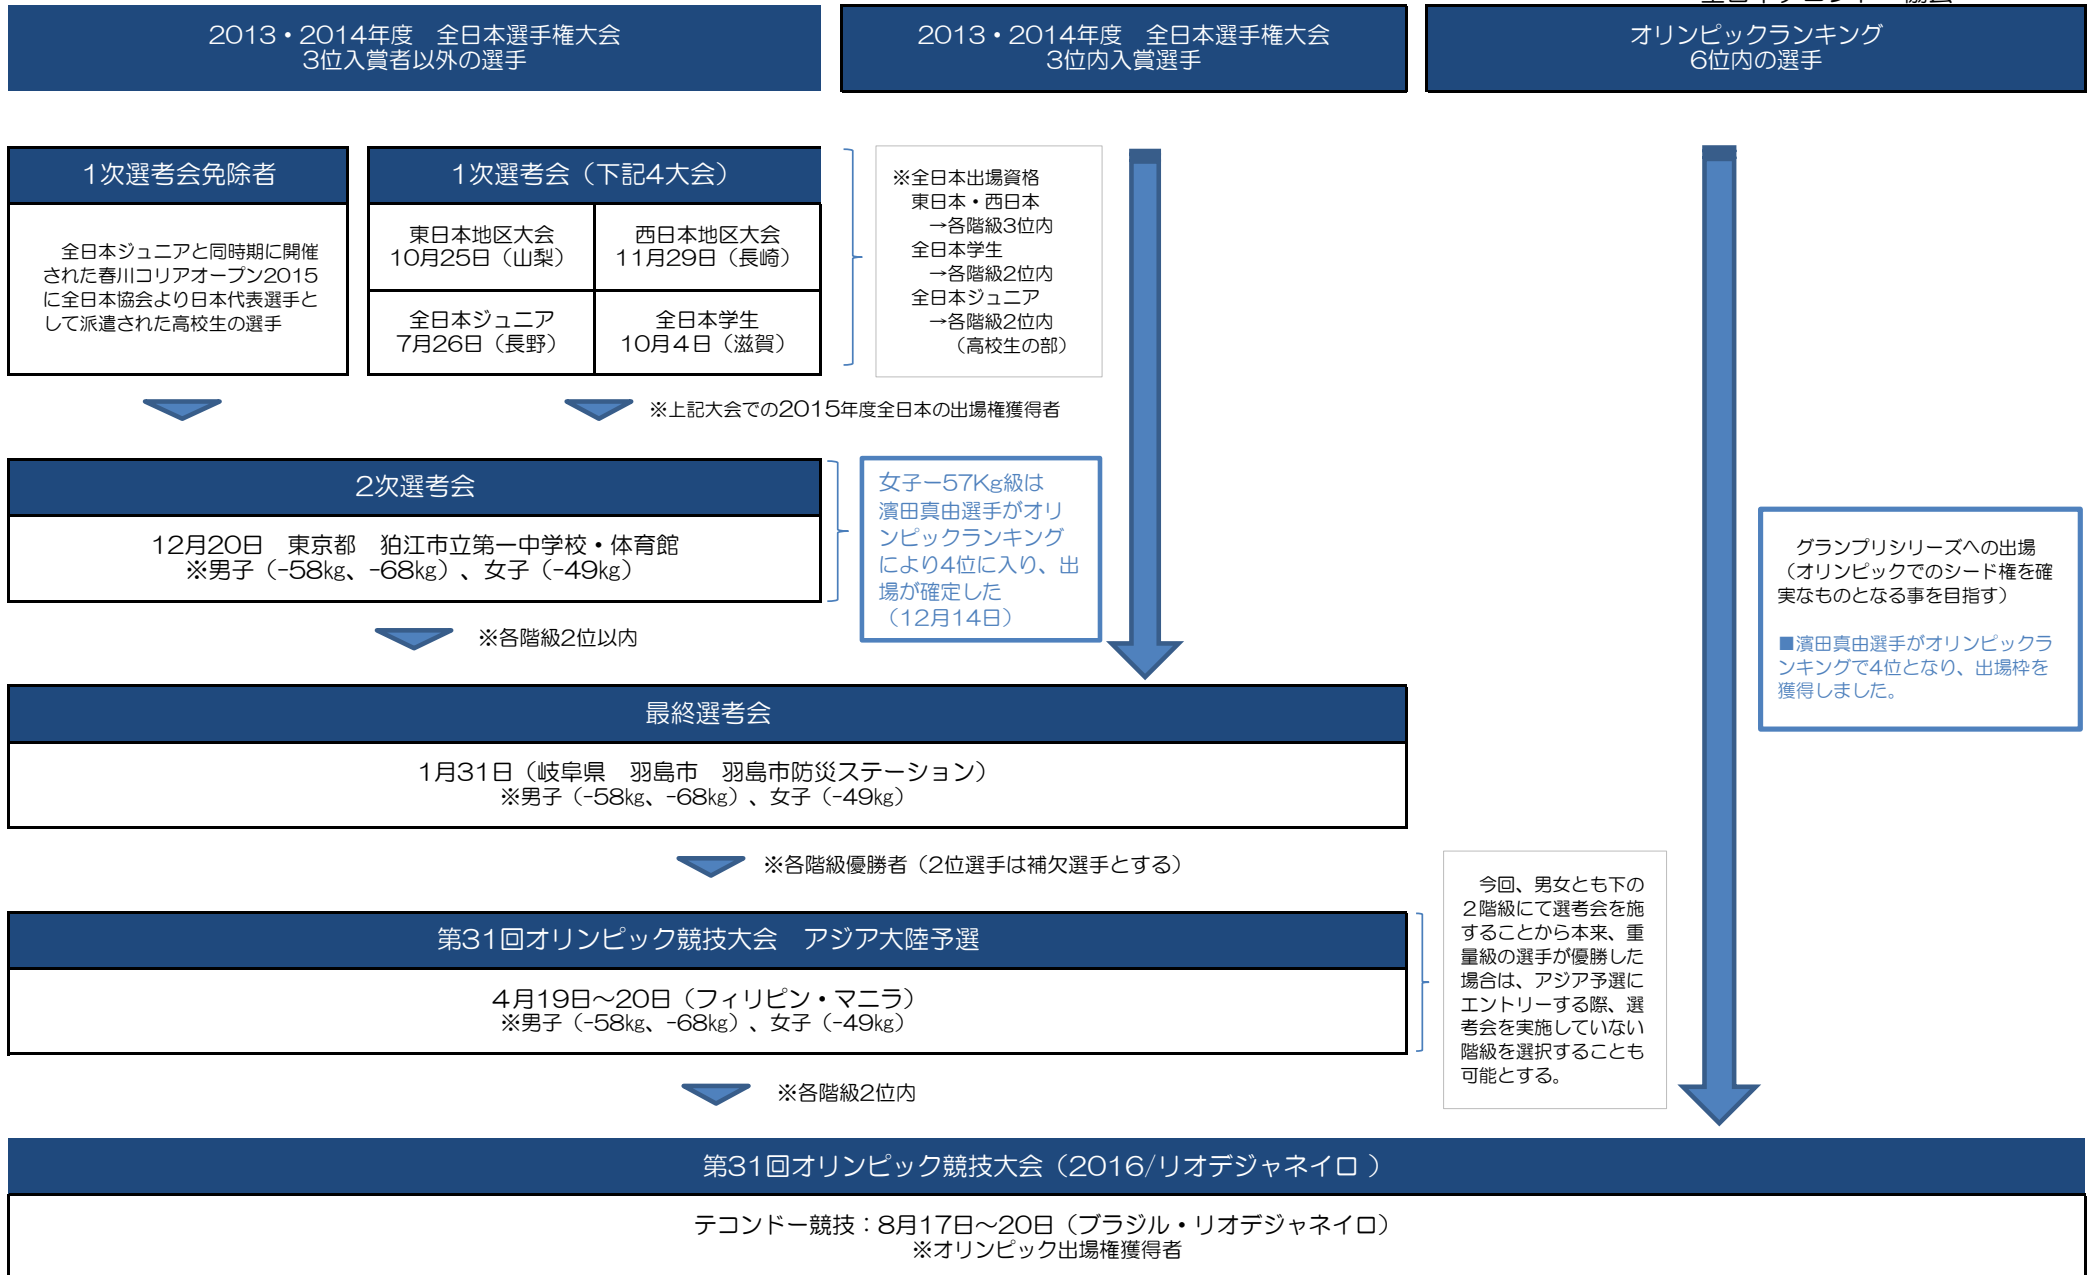 2013・2014年度　全日本選手権大会
3位入賞者以外の選手
2013・2014年度　全日本選手権大会
3位内入賞選手
オリンピックランキング
6位内の選手
1次選考会免除者
全日本ジュニアと同時期に開催
された春川コリアオープン2015
に全日本協会より日本代表選手と
して派遣された高校生の選手
1次選考会（下記4大会）
東日本地区大会
10月25日（山梨）
西日本地区大会
11月29日（長崎）
全日本ジュニア
7月26日（長野）
全日本学生
10月４日（滋賀）
※全日本出場資格
東日本・西日本
→各階級3位内
全日本学生
→各階級2位内
全日本ジュニア
→各階級2位内
（高校生の部）
※上記大会での2015年度全日本の出場権獲得者
2次選考会
12月20日　東京都　狛江市立第一中学校・体育館
※男子（-58㎏、-68㎏）、女子（-49㎏）
女子ー57Kg級は
濱田真由選手がオリ
ンピックランキング
により4位に入り、出
場が確定した
（12月14日）
※各階級2位以内
グランプリシリーズへの出場
（オリンピックでのシード権を確
実なものとなる事を目指す）
■濱田真由選手がオリンピックラ
ンキングで4位となり、出場枠を
獲得しました。
最終選考会
1月31日（岐阜県　羽島市　羽島市防災ステーション）
※男子（-58㎏、-68㎏）、女子（-49㎏）
※各階級優勝者（2位選手は補欠選手とする）
今回、男女とも下の
２階級にて選考会を施
することから本来、重
量級の選手が優勝した
場合は、アジア予選に
エントリーする際、選
考会を実施していない
階級を選択することも
可能とする。
第31回オリンピック競技大会　アジア大陸予選
４月19日～20日（フィリピン・マニラ）
※男子（-58㎏、-68㎏）、女子（-49㎏）
※各階級2位内
第31回オリンピック競技大会（2016/リオデジャネイロ ）
テコンドー競技：8月17日～20日（ブラジル・リオデジャネイロ）
※オリンピック出場権獲得者